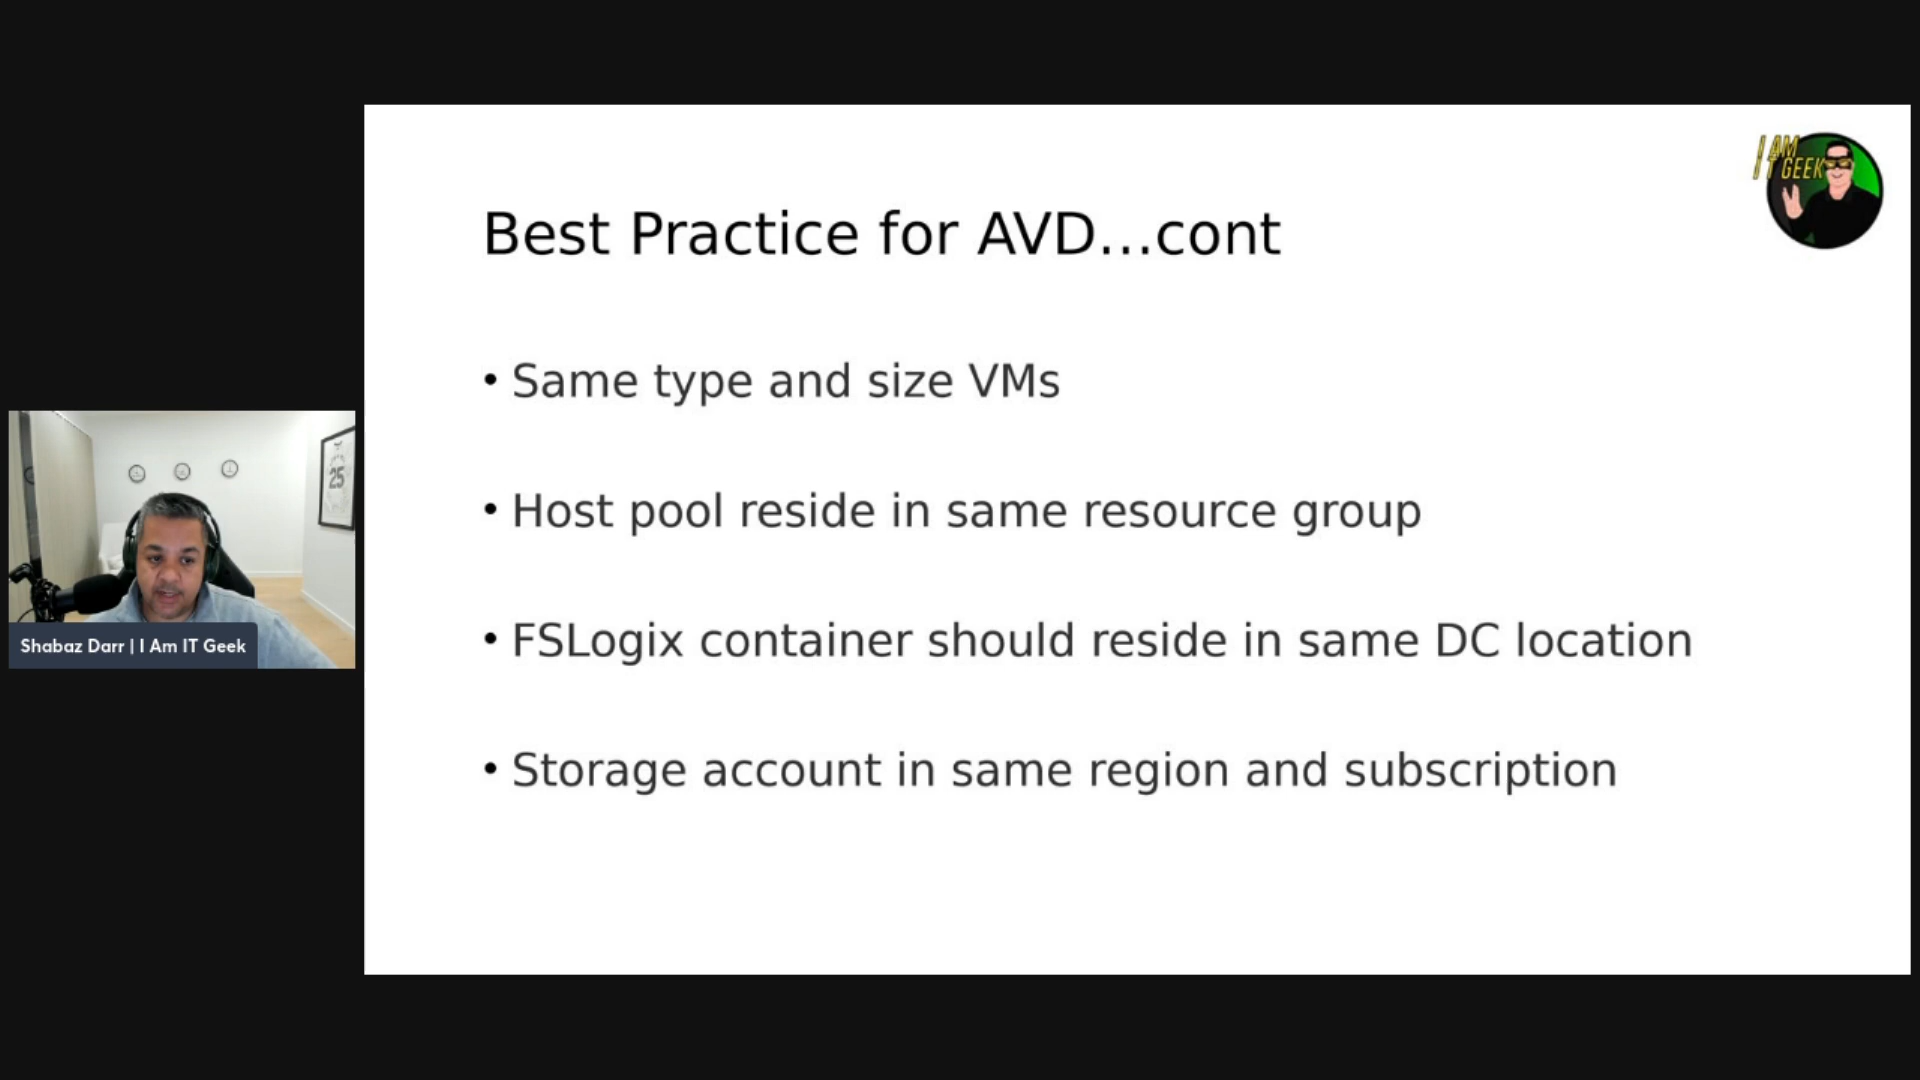 I AM
IT GEEK
Best Practice for AVD...cont
• Same type and size VMs
• Host pool reside in same resource group
• FSLogix container should reside in same DC location
• Storage account in same region and subscription
25
Shabaz Darr | I Am IT Geek